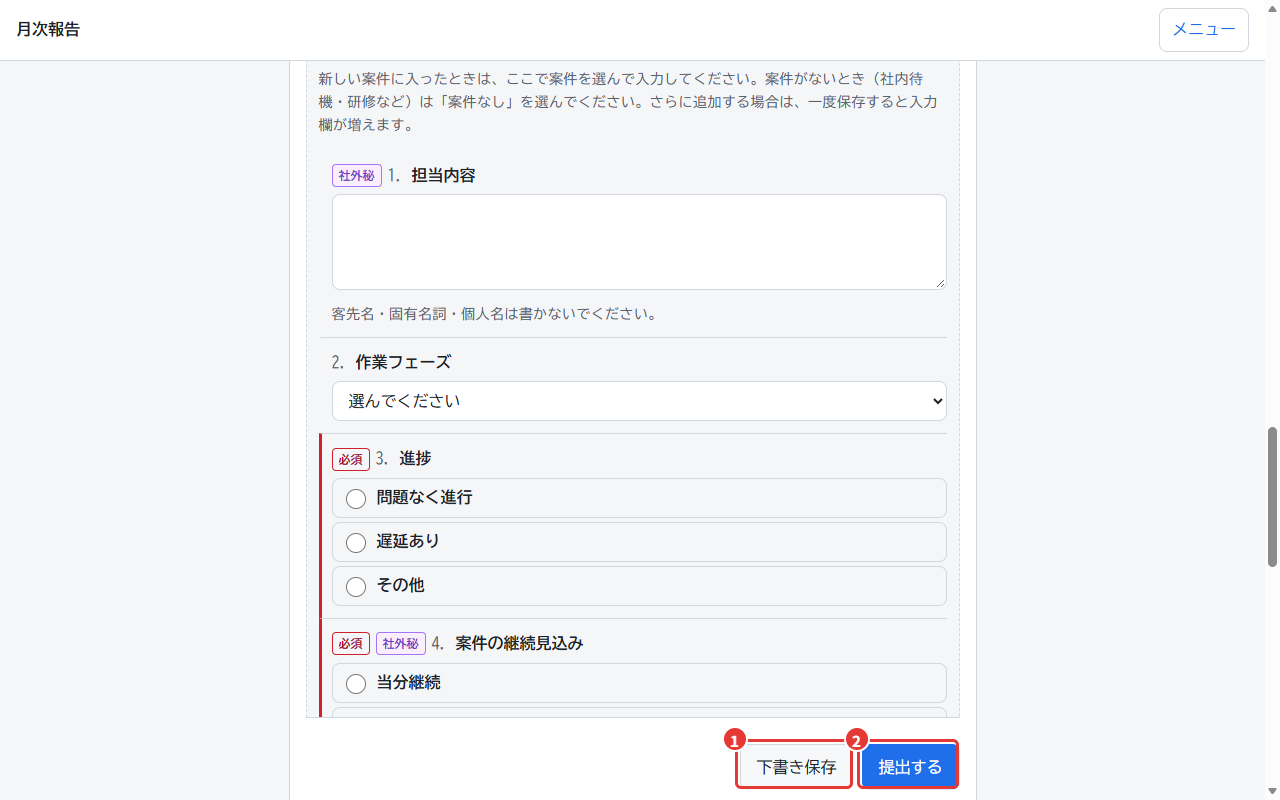 月次報告
メニュー
新しい案件に入ったときは、ここで案件を選んで入力してください。案件がないとき（社内待
機・研修など）は「案件なし」を選んでください。さらに追加する場合は、一度保存すると入力
欄が増えます。
社外秘 1. 担当内容
客先名・固有名詞・個人名は書かないでください。
2. 作業フェーズ
選んでください
必須 3. 進捗
問題なく進行
遅延あり
その他
必須 社外秘 4. 案件の継続見込み
当分継続
1 2
下書き保存 提出する